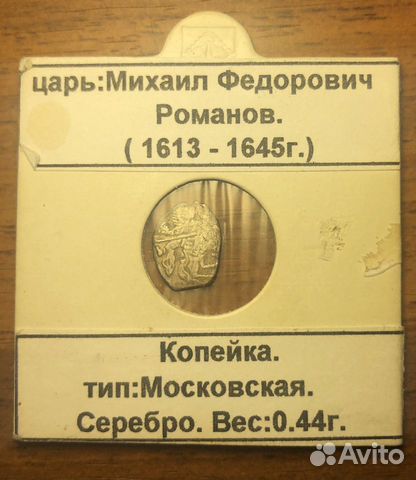 царь:Михаил Федорович
Романов.
( 1613 - 1645г.)
Копейка.
тип:Московская.
Серебро. Вес:0.44г.
Avito